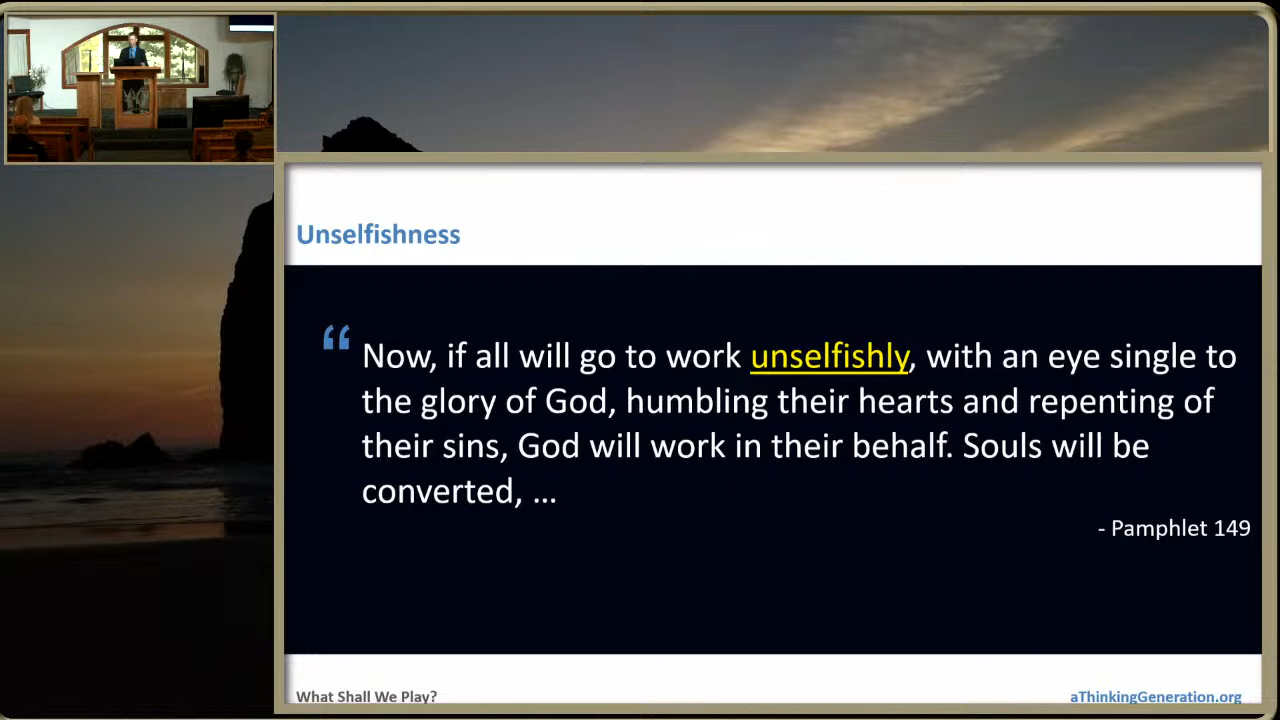 Unselfishness
“ Now, if all will go to work unselfishly, with an eye single to
the glory of God, humbling their hearts and repenting of
their sins, God will work in their behalf. Souls will be
converted, …
- Pamphlet 149
What Shall We Play?
aThinkingGeneration.org